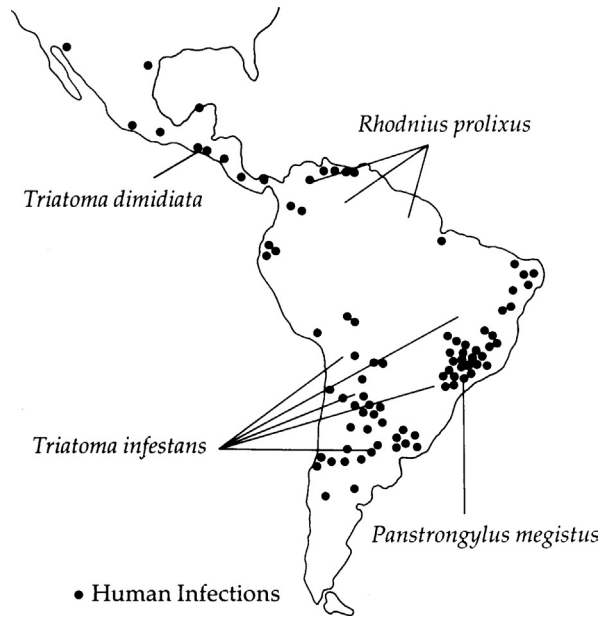 Rhodnius prolixus
Triatoma dimidiata
Triatoma infestans
Panstrongylus megistus
Human Infections